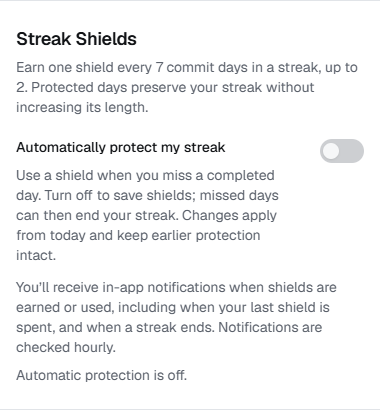 Streak Shields
Earn one shield every 7 commit days in a streak, up to
2. Protected days preserve your streak without
increasing its length.
Automatically protect my streak
Use a shield when you miss a completed
day. Turn off to save shields; missed days
can then end your streak. Changes apply
from today and keep earlier protection
intact.
You'll receive in-app notifications when shields are
earned or used, including when your last shield is
spent, and when a streak ends. Notifications are
checked hourly.
Automatic protection is off.